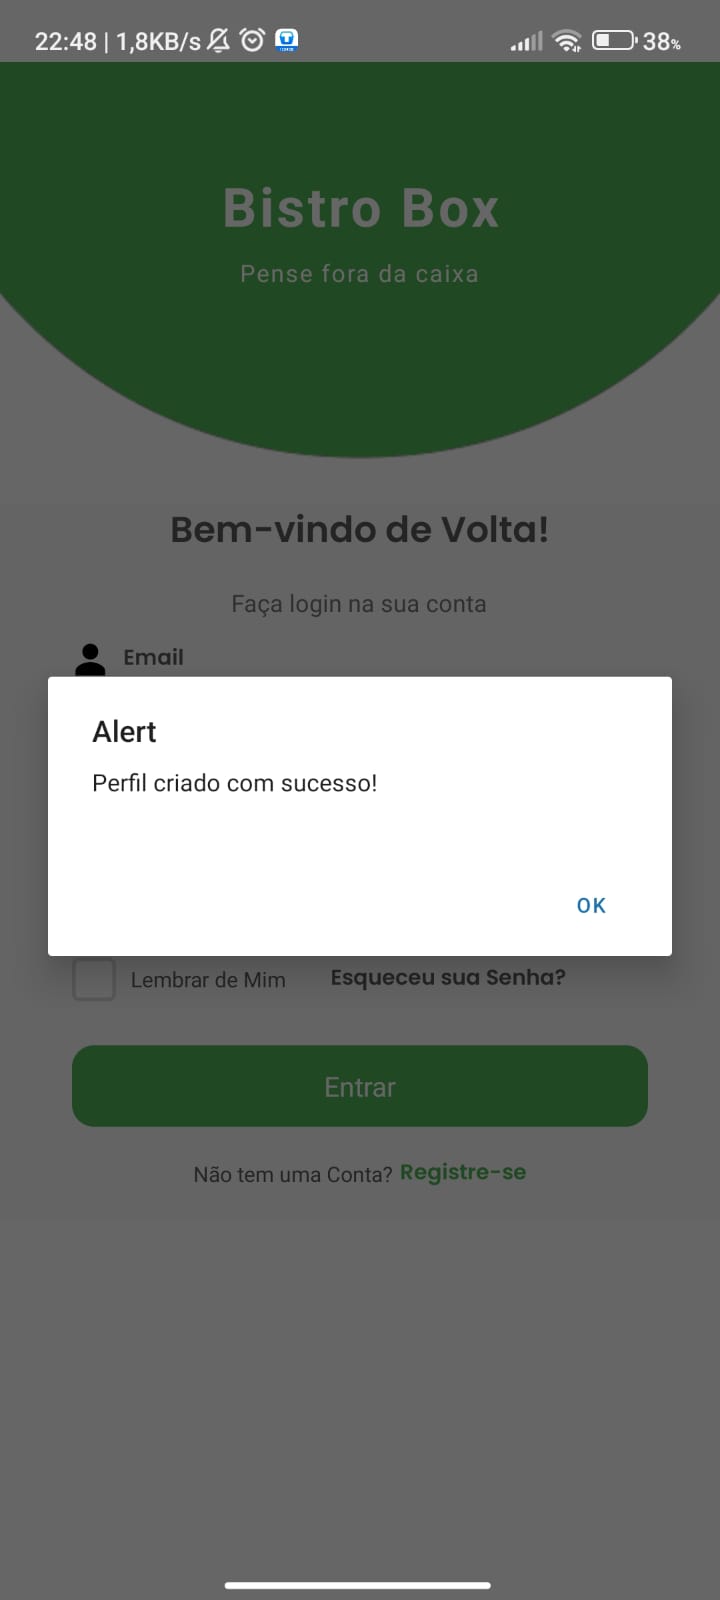 22:48 | 1,8KB/s
38%
Bistro Box
Pense fora da caixa
Bem-vindo de Volta!
Faça login na sua conta
Email
Alert
Perfil criado com sucesso!
OK
Lembrar de Mim Esqueceu sua Senha?
Entrar
Não tem uma Conta? Registre-se